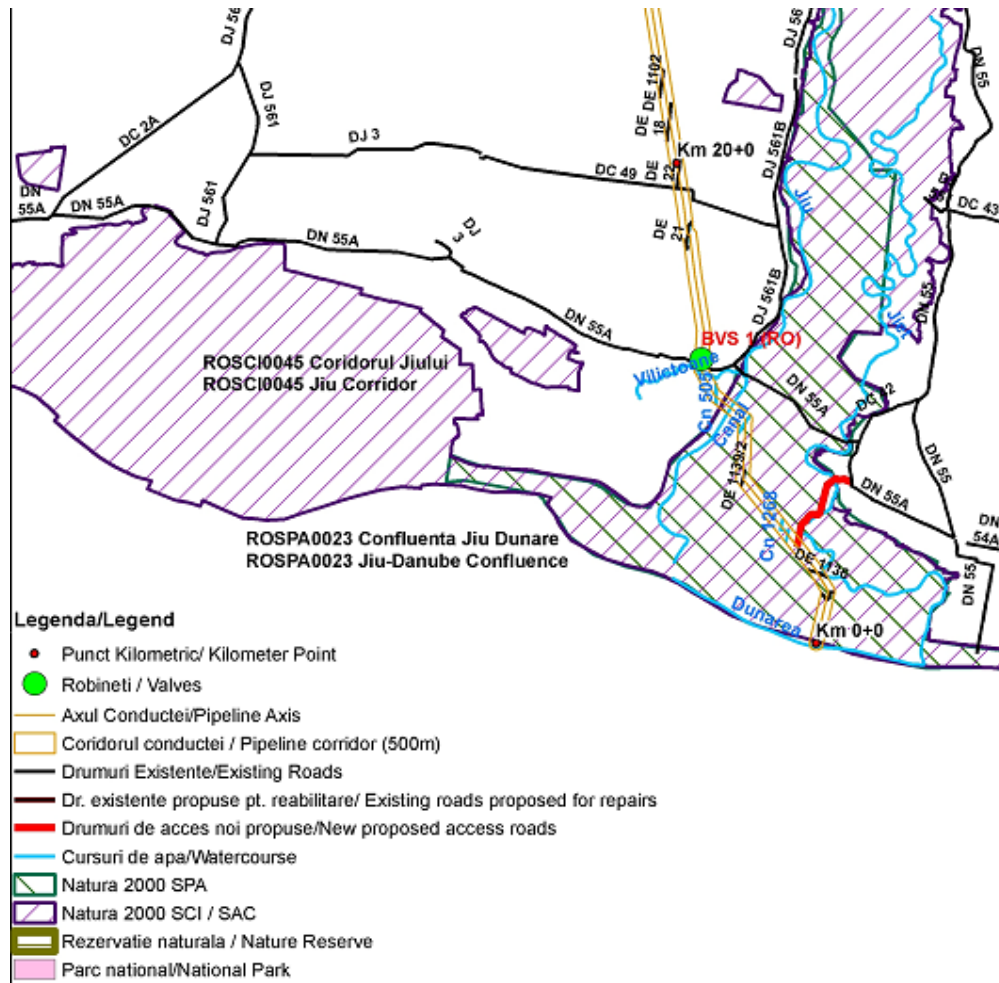 DJ 56
DJ 56
DN 55
DC 2A
DJ 561
DE 1102
DE
18
DJ 3
Km 20+0
DJ 561B
DC 49
DE
22
DN
55A
DN 55A
DJ 561
Jiu
DC 43
DN 55A
DJ
3
DE
21
DJ 561B
DN 55
Jiet
DN 55A
BVS 1 (RO)
ROSCI0045 Coridorul Jiului
ROSCI0045 Jiu Corridor
Cn 505
Canal
DN 55A
DN 55
DE 1139/2
DN 55A
DN
54A
Cn 1268
ROSPA0023 Confluenta Jiu Dunare
ROSPA0023 Jiu-Danube Confluence
DE 1136
DN 55
Dunarea
Km 0+0
Legenda/Legend
Punct Kilometric/ Kilometer Point
Robineti / Valves
Axul Conductei/Pipeline Axis
Coridorul conductei / Pipeline corridor (500m)
Drumuri Existente/Existing Roads
Dr. existente propuse pt. reabilitare/ Existing roads proposed for repairs
Drumuri de acces noi propuse/New proposed access roads
Cursuri de apa/Watercourse
Natura 2000 SPA
Natura 2000 SCI / SAC
Rezervatie naturala / Nature Reserve
Parc national/National Park